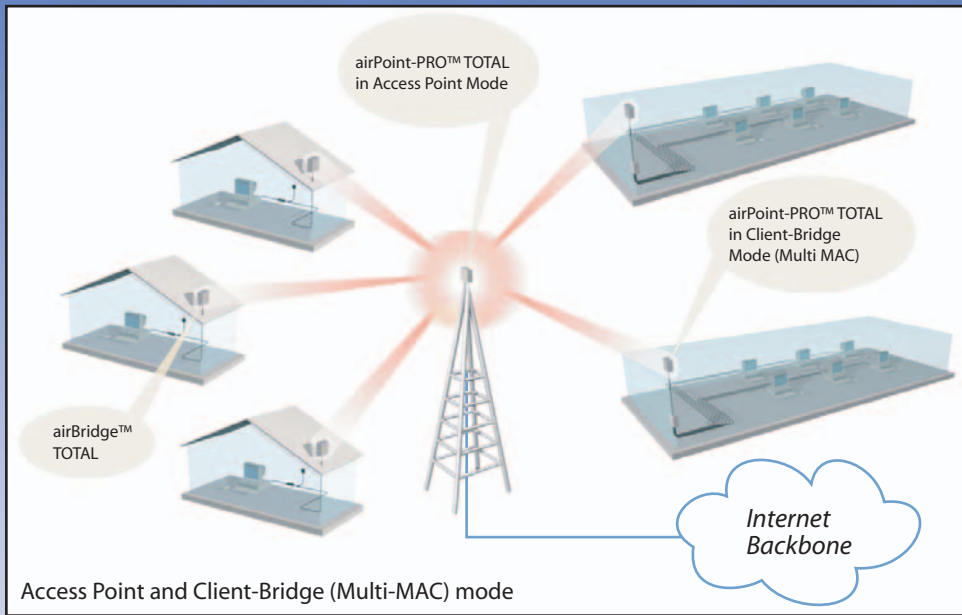 airPoint-PRO™ TOTAL
in Access Point Mode
airPoint-PRO™ TOTAL
in Client-Bridge
Mode (Multi MAC)
airBridge™
TOTAL
Internet
Backbone
Access Point and Client-Bridge (Multi-MAC) mode